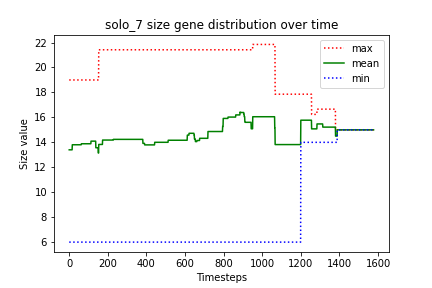 solo_7 size gene distribution over time
max
mean
min
Size value
22
20
18
16
14
12
10
8
6
0 200 400 600 800 1000 1200 1400 1600
Timesteps